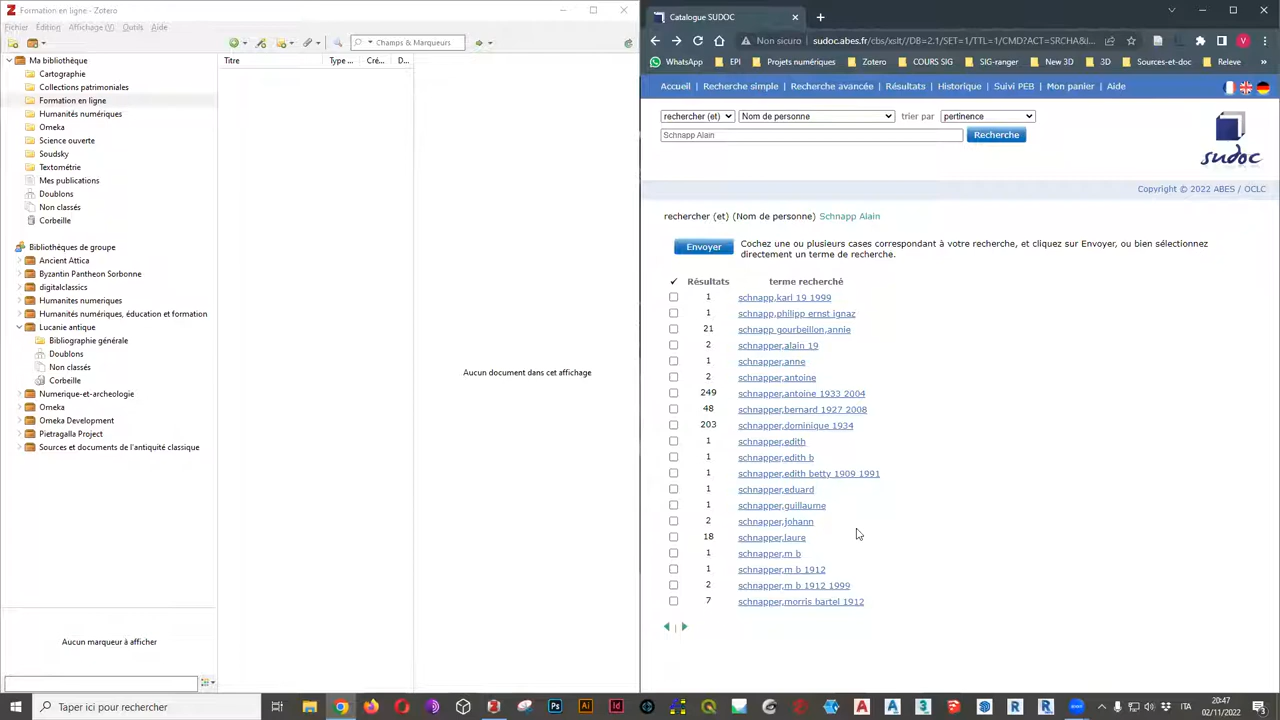 Formation en ligne - Zotero
Fichier Edition Affichage (V) Outils Aide
Champs & Marqueurs
Ma bibliothèque
Cartographie
Collections patrimoniales
Formation en ligne
Humanités numériques
Omeka
Science ouverte
Soudsky
Textométrie
Mes publications
Doublons
Non classés
Corbeille
Bibliothèques de groupe
Ancient Attica
Byzantin Pantheon Sorbonne
digitalclassics
Humanites numeriques
Humanités numériques, éducation et formation
Lucanie antique
Bibliographie générale
Doublons
Non classés
Corbeille
Numerique-et-archeologie
Omeka
Omeka Development
Pietragalla Project
Sources et documents de l'antiquité classique
Aucun marqueur à afficher
Titre Type ... Cré... D...
Aucun document dans cet affichage
Catalogue SUDOC
Non sécurisé sudoc.abes.fr/cbs/xslt//DB=2.1/SET=1/TTL=1/CMD?ACT=SRCHA&i... V
WhatsApp EPI Projets numériques Zotero COURS SIG SIG-ranger New 3D 3D Sources-et-doc Releve »
Accueil Recherche simple Recherche avancée Résultats Historique Suivi PEB Mon panier Aide
rechercher (et) Nom de personne trier par pertinence
Schnapp Alain Recherche
sudoc
Copyright © 2022 ABES / OCLC
rechercher (et) (Nom de personne) Schnapp Alain
Envoyer Cochez une ou plusieurs cases correspondant à votre recherche, et cliquez sur Envoyer, ou bien sélectionnez
directement un terme de recherche.
✓ Résultats terme recherché
1 schnapp,karl 19 1999
1 schnapp,philipp ernst ignaz
21 schnapp gourbeillon,annie
2 schnapper,alain 19
1 schnapper,anne
2 schnapper,antoine
249 schnapper,antoine 1933 2004
48 schnapper,bernard 1927 2008
203 schnapper,dominique 1934
1 schnapper,edith
1 schnapper,edith b
1 schnapper,edith betty 1909 1991
1 schnapper,eduard
1 schnapper,guillaume
2 schnapper,johann
18 schnapper,laure
1 schnapper,m b
1 schnapper,m b 1912
2 schnapper,m b 1912 1999
7 schnapper,morris bartel 1912
Taper ici pour rechercher
Ps Ai Id
ITA
20:47
02/11/2022